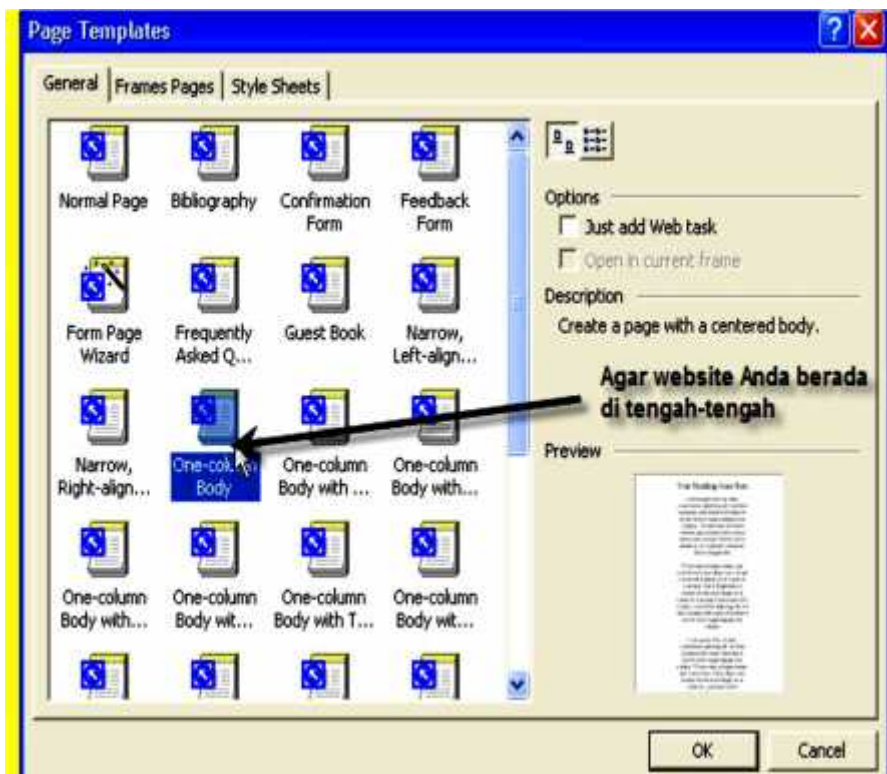 Page Templates
General
Frames Pages
Style Sheets
Normal Page
Bibliography
Confirmation
Form
Feedback
Form
Form Page
Wizard
Frequently
Asked Q...
Guest Book
Narrow,
Left-align...
Narrow,
Right-align...
One-column
Body
One-column
Body with ...
One-column
Body with...
One-column
Body with...
One-column
Body wit...
One-column
Body with T...
One-column
Body wit...
Options
Just add Web task
Open in current frame
Description
Create a page with a centered body.
Agar website Anda berada
di tengah-tengah
Preview
OK
Cancel